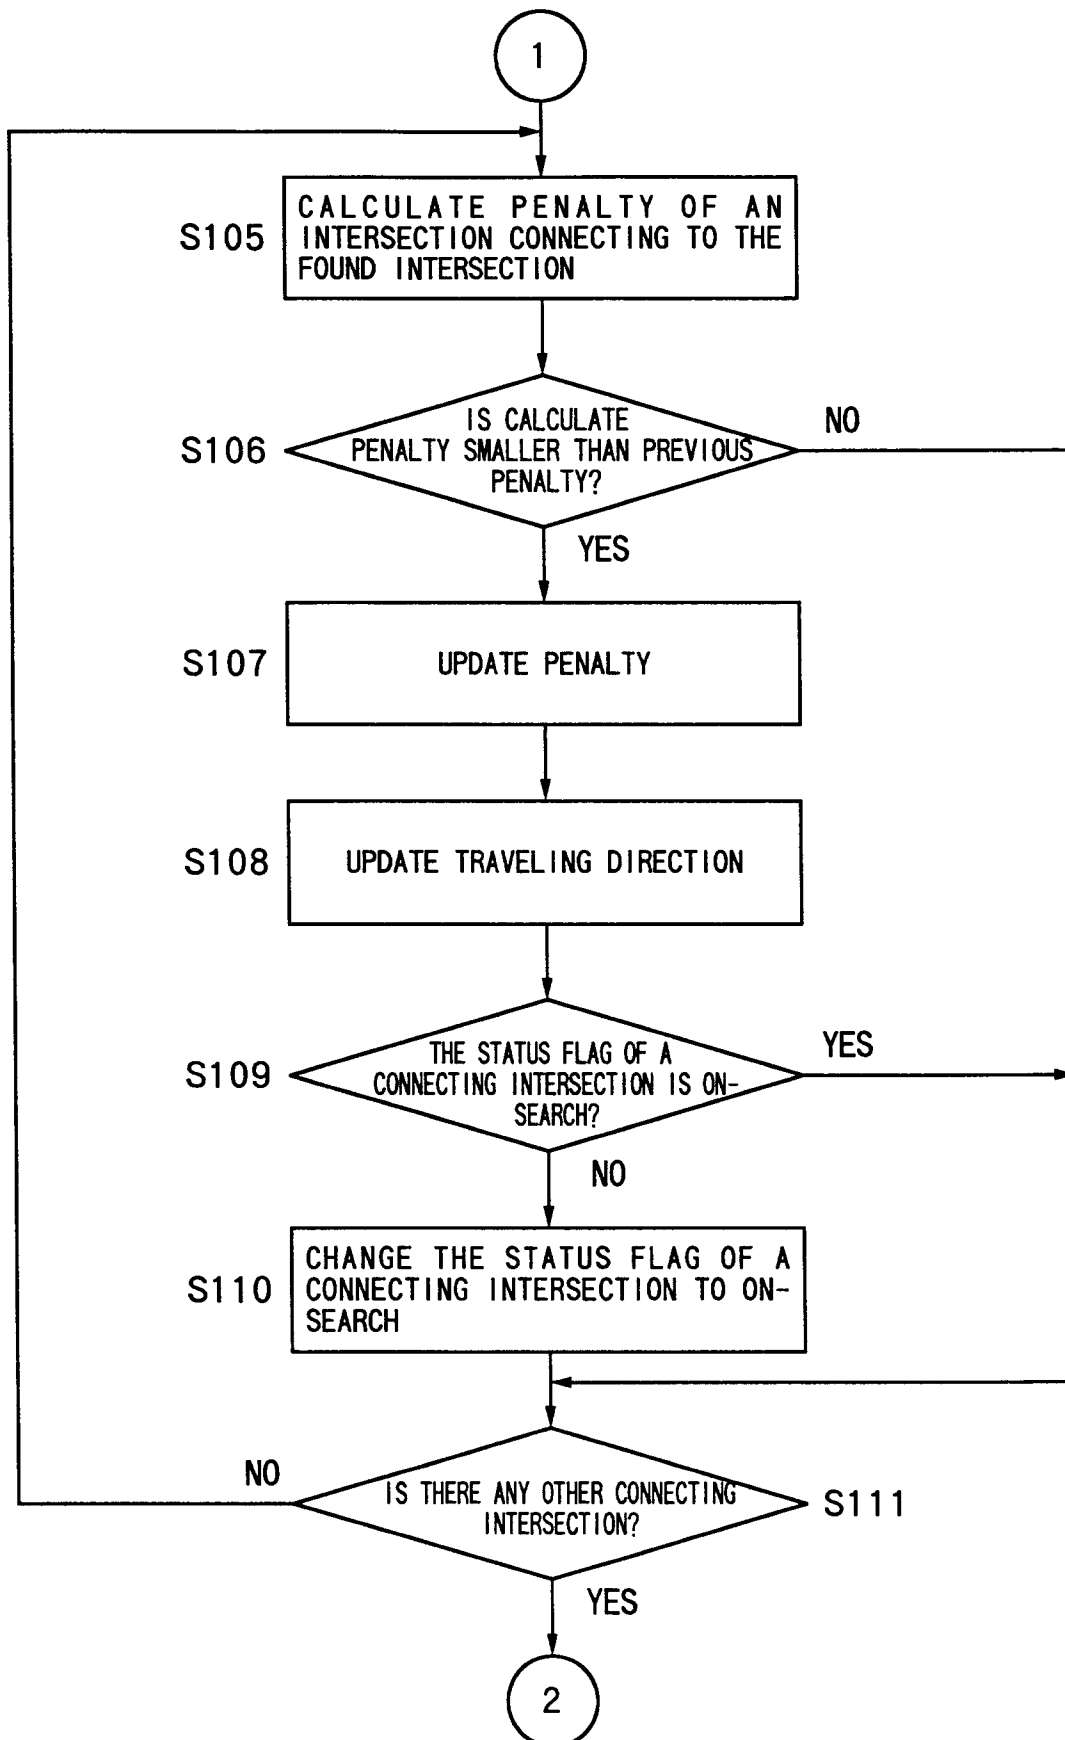 1
S105
CALCULATE PENALTY OF AN
INTERSECTION CONNECTING TO THE
FOUND INTERSECTION
S106
IS CALCULATE
PENALTY SMALLER THAN PREVIOUS
PENALTY?
NO
YES
S107
UPDATE PENALTY
S108
UPDATE TRAVELING DIRECTION
S109
THE STATUS FLAG OF A
CONNECTING INTERSECTION IS ON-
SEARCH?
YES
NO
S110
CHANGE THE STATUS FLAG OF A
CONNECTING INTERSECTION TO ON-
SEARCH
NO
IS THERE ANY OTHER CONNECTING
INTERSECTION?
S111
YES
2